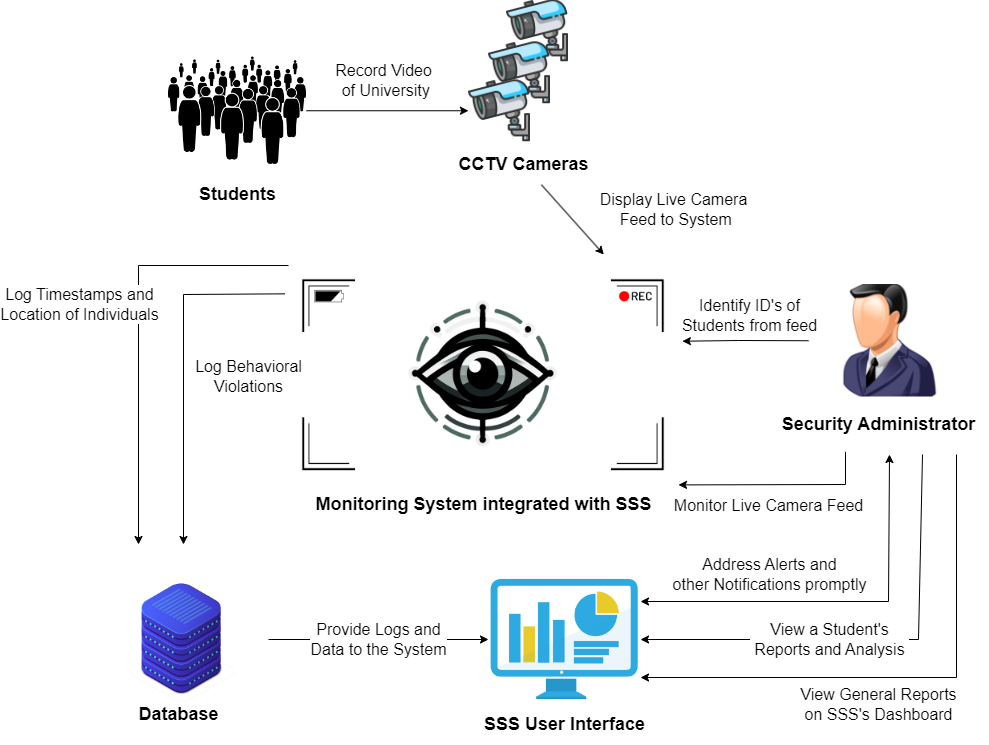 Record Video
of University
CCTV Cameras
Students
Display Live Camera
Feed to System
Log Timestamps and
Location of Individuals
REC
Identify ID's of
Students from feed
Log Behavioral
Violations
Security Administrator
Monitoring System integrated with SSS
Monitor Live Camera Feed
Address Alerts and
other Notifications promptly
Provide Logs and
Data to the System
View a Student's
Reports and Analysis
View General Reports
on SSS's Dashboard
Database
SSS User Interface